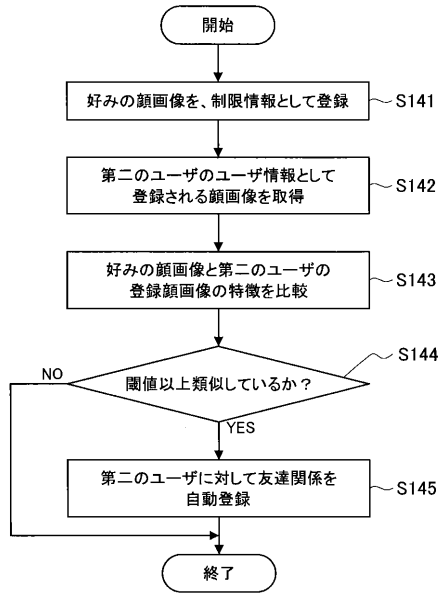 開始
好みの顔画像を、制限情報として登録
S141
第二のユーザのユーザ情報として
登録される顔画像を取得
S142
好みの顔画像と第二のユーザの
登録顔画像の特徴を比較
S143
S144
NO
閾値以上類似しているか？
YES
第二のユーザに対して友達関係を
自動登録
S145
終了